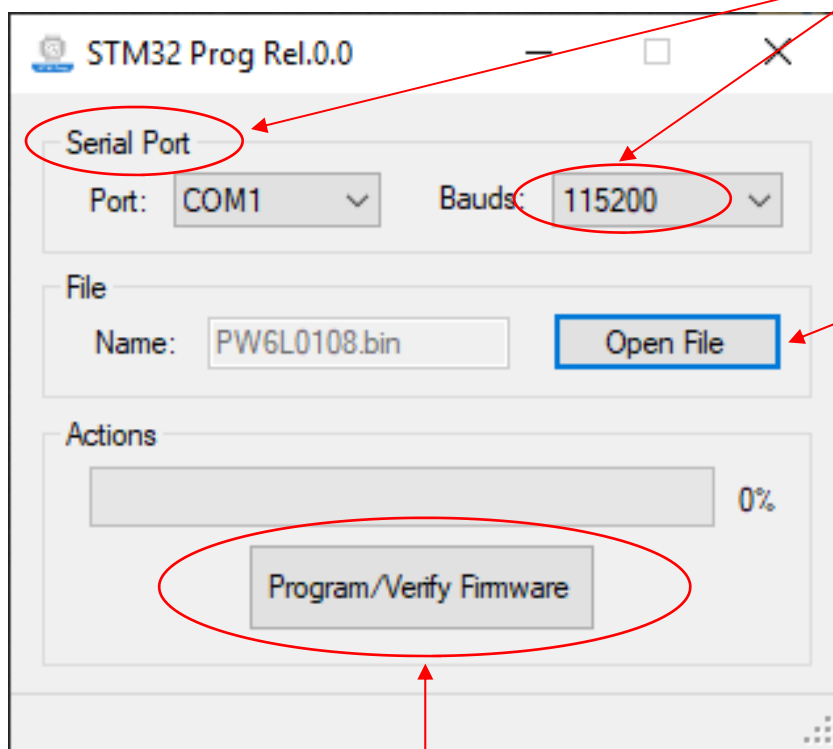 STM32 Prog Rel.0.0
Serial Port
Port: COM1 Bauds: 115200
File
Name: PW6L0108.bin Open File
Actions
0%
Program/Verify Firmware